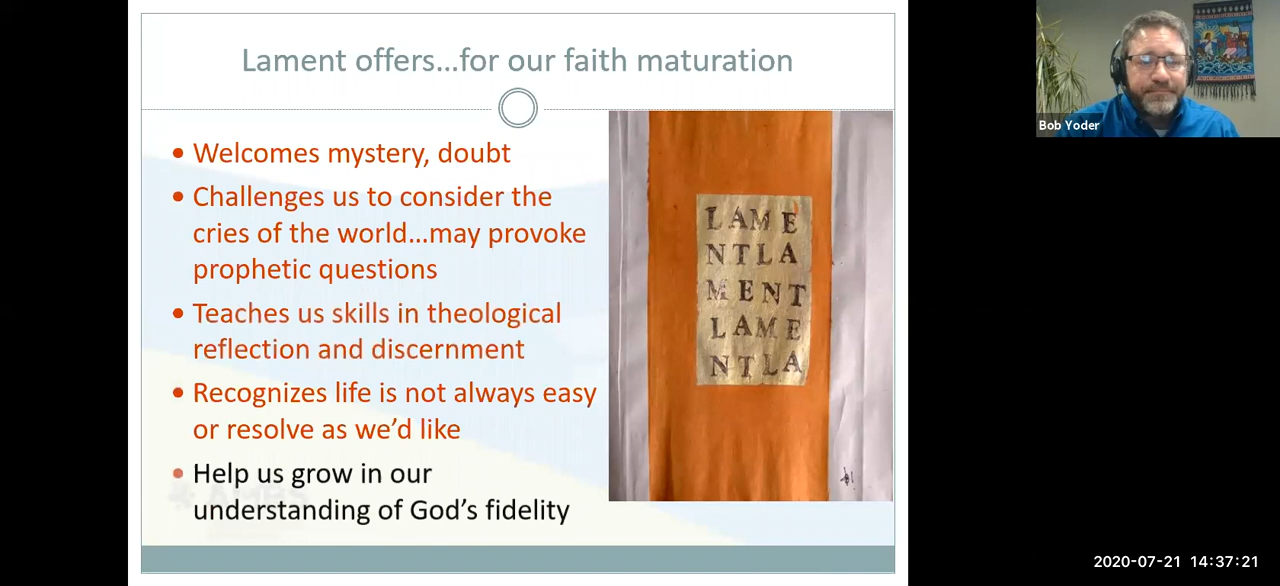 Lament offers...for our faith maturation
• Welcomes mystery, doubt
• Challenges us to consider the
cries of the world...may provoke
prophetic questions
• Teaches us skills in theological
reflection and discernment
• Recognizes life is not always easy
or resolve as we'd like
• Help us grow in our
understanding of God's fidelity
LAME
NTLA
MENT
LAME
NTLA
Bob Yoder
2020-07-21 14:37:21